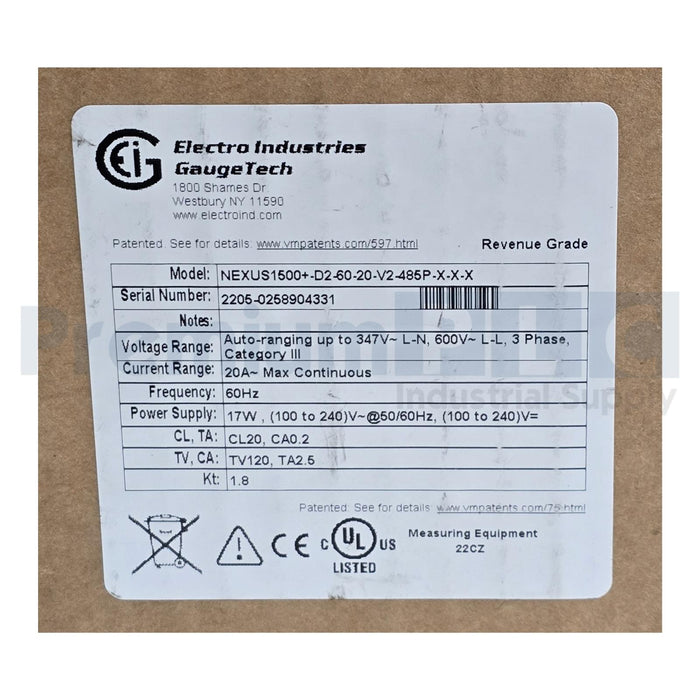 EIG
Electro Industries
GaugeTech
1800 Shames Dr.
Westbury NY 11590
www.electroind.com
Patented. See for details: www.vmpatents.com/597.html
Revenue Grade
Model: NEXUS1500+-D2-60-20-V2-485P-X-X-X
Serial Number: 2205-0258904331
Notes:
Voltage Range: Auto-ranging up to 347V~ L-N, 600V~ L-L, 3 Phase,
Category III
Current Range: 20A~ Max Continuous
Frequency: 60Hz
Power Supply: 17W , (100 to 240)V~@50/60Hz, (100 to 240)V=
CL, TA: CL20, CA0.2
TV, CA: TV120, TA2.5
Kt: 1.8
Patented. See for details: www.vmpatents.com/75.html
CE
C UL US
LISTED
Measuring Equipment
22CZ
Premium
Industrial Supply